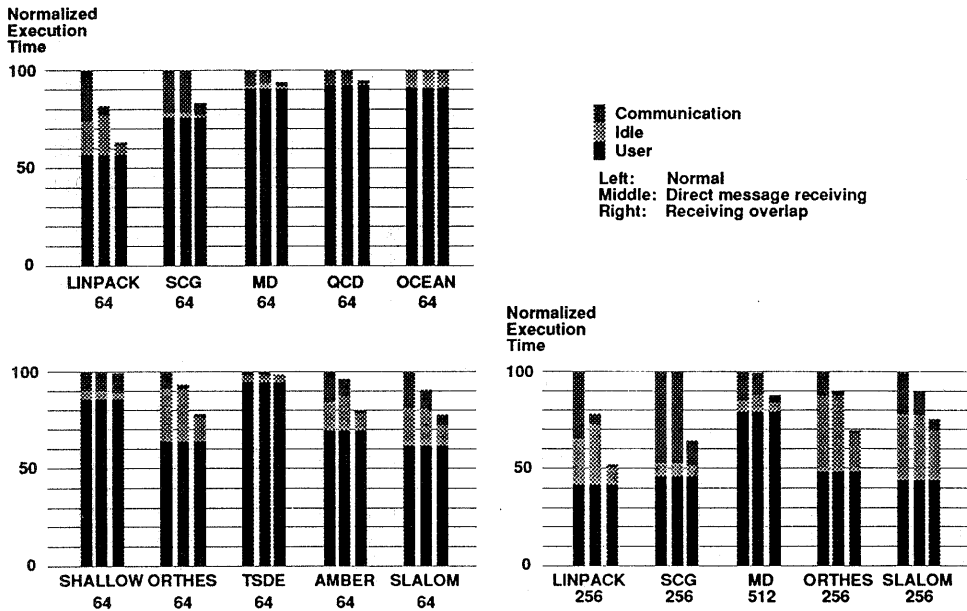 Normalized
Execution
Time
100
50
0
LINPACK SCG MD QCD OCEAN
64 64 64 64 64
Communication
Idle
User
Left: Normal
Middle: Direct message receiving
Right: Receiving overlap
100
50
0
SHALLOW ORTHES TSDE AMBER SLALOM
64 64 64 64 64
Normalized
Execution
Time
100
50
0
LINPACK SCG MD ORTHES SLALOM
256 256 512 256 256